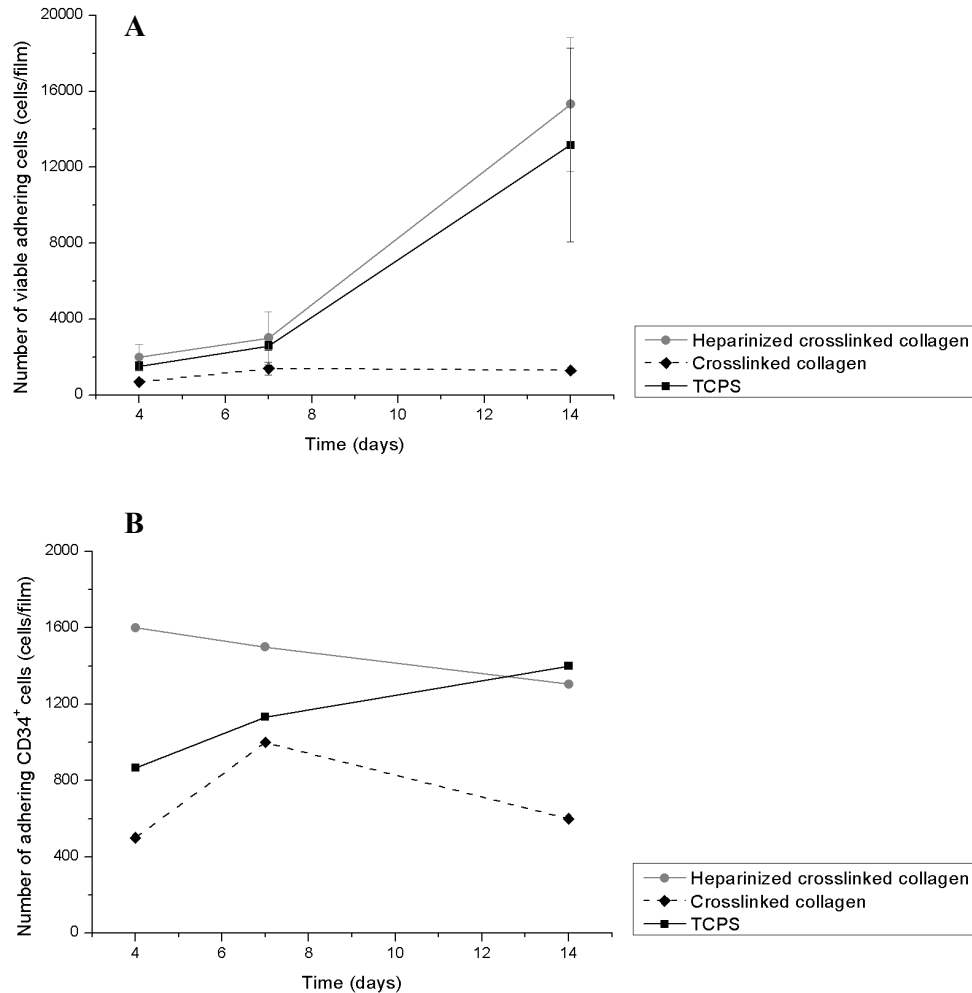 A
20000
16000
12000
8000
4000
0
Number of viable adhering cells (cells/film)
4 6 8 10 12 14
Time (days)
Heparinized crosslinked collagen
Crosslinked collagen
TCPS
B
2000
1600
1200
800
400
0
Number of adhering CD34⁺ cells (cells/film)
4 6 8 10 12 14
Time (days)
Heparinized crosslinked collagen
Crosslinked collagen
TCPS